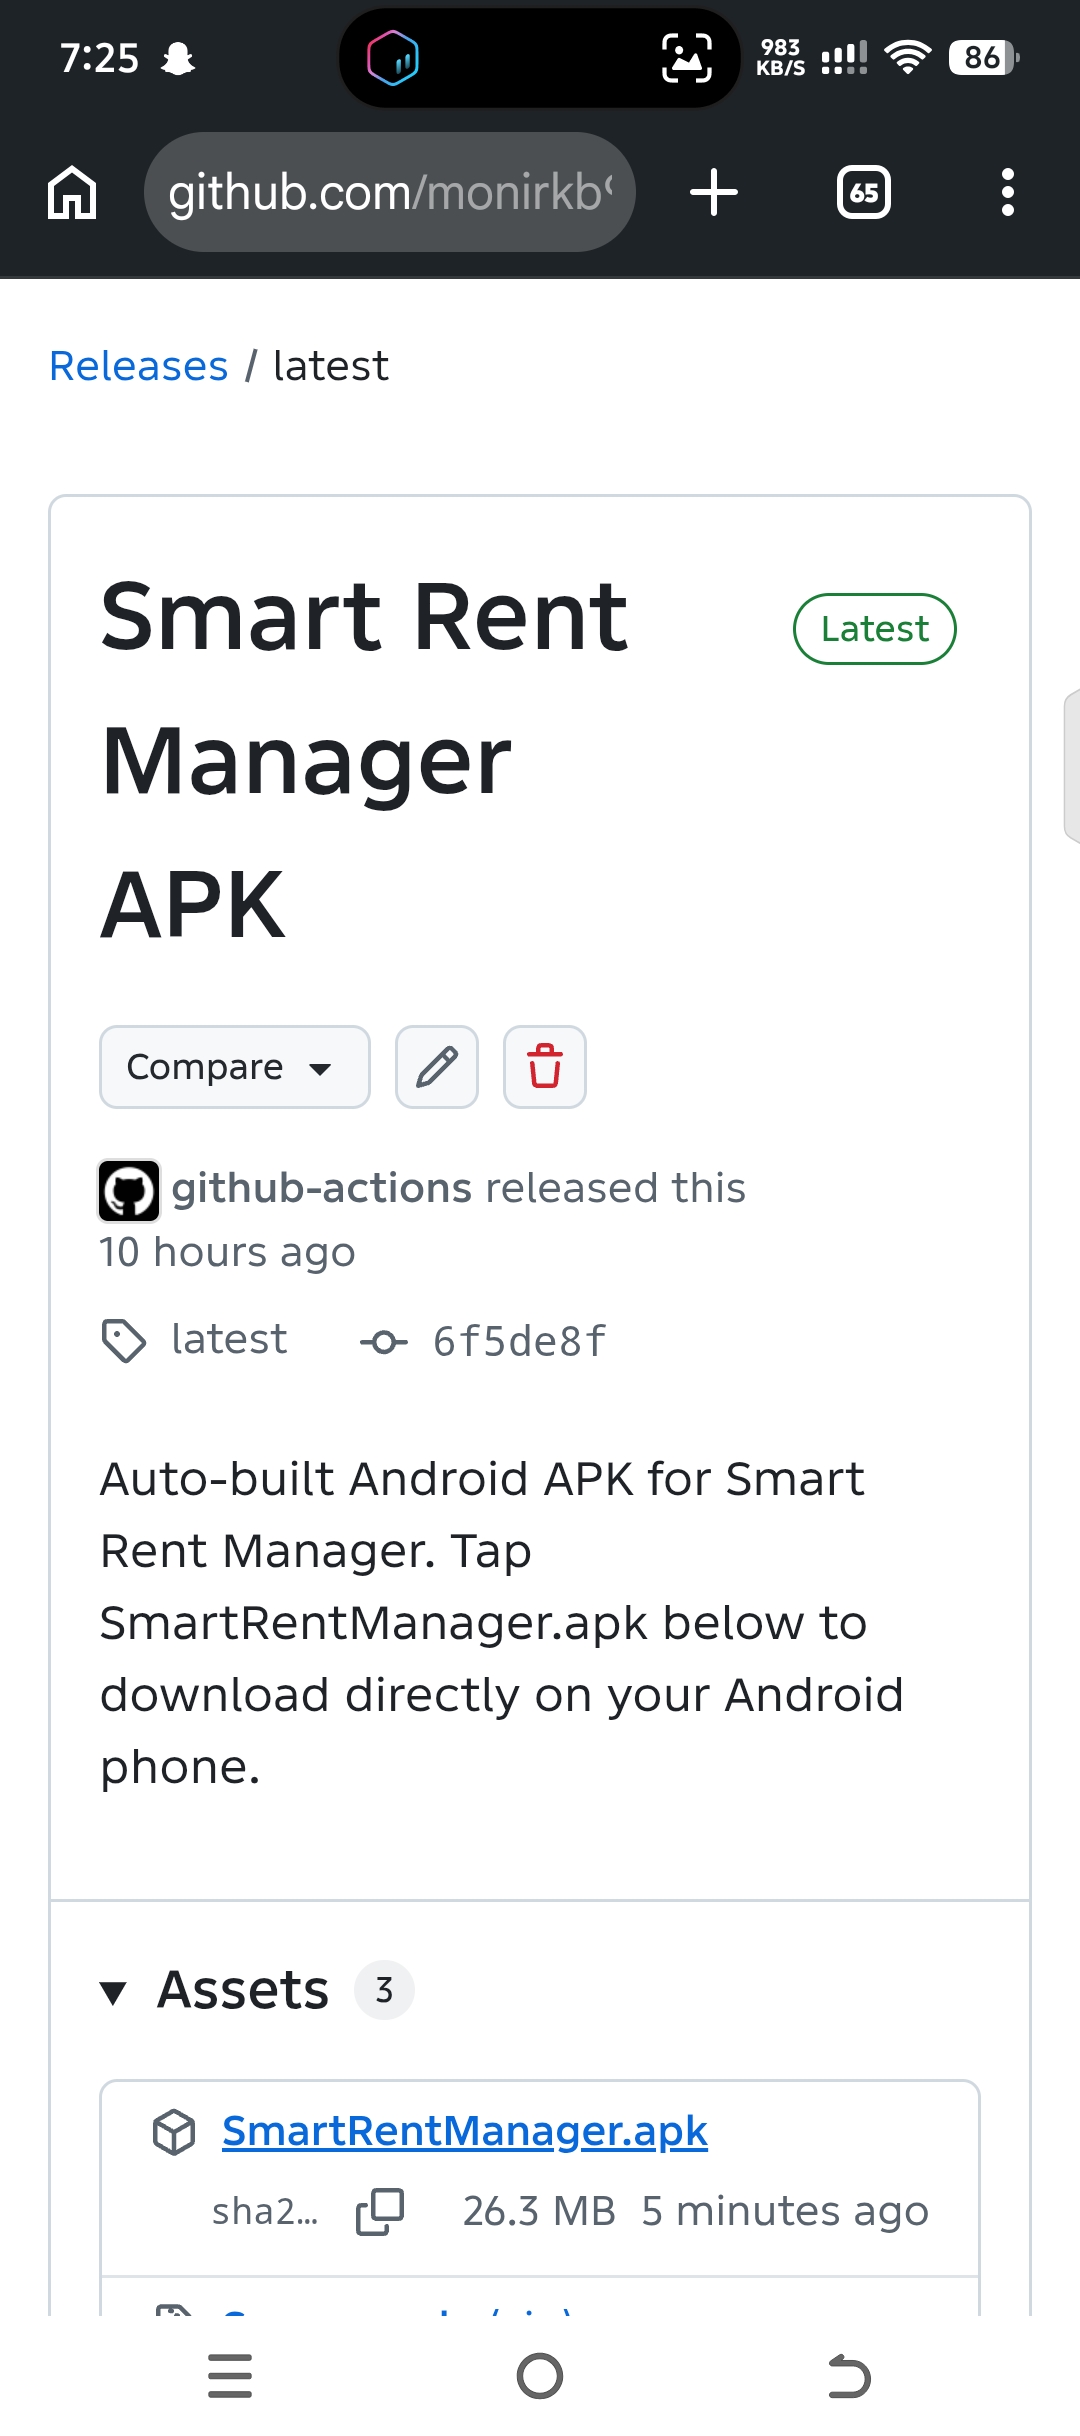 7:25
983
KB/S
86
github.com/monirkb
65
Releases / latest
Smart Rent
Manager
APK
Latest
Compare
github-actions released this
10 hours ago
latest 6f5de8f
Auto-built Android APK for Smart
Rent Manager. Tap
SmartRentManager.apk below to
download directly on your Android
phone.
Assets 3
SmartRentManager.apk
sha2... 26.3 MB 5 minutes ago